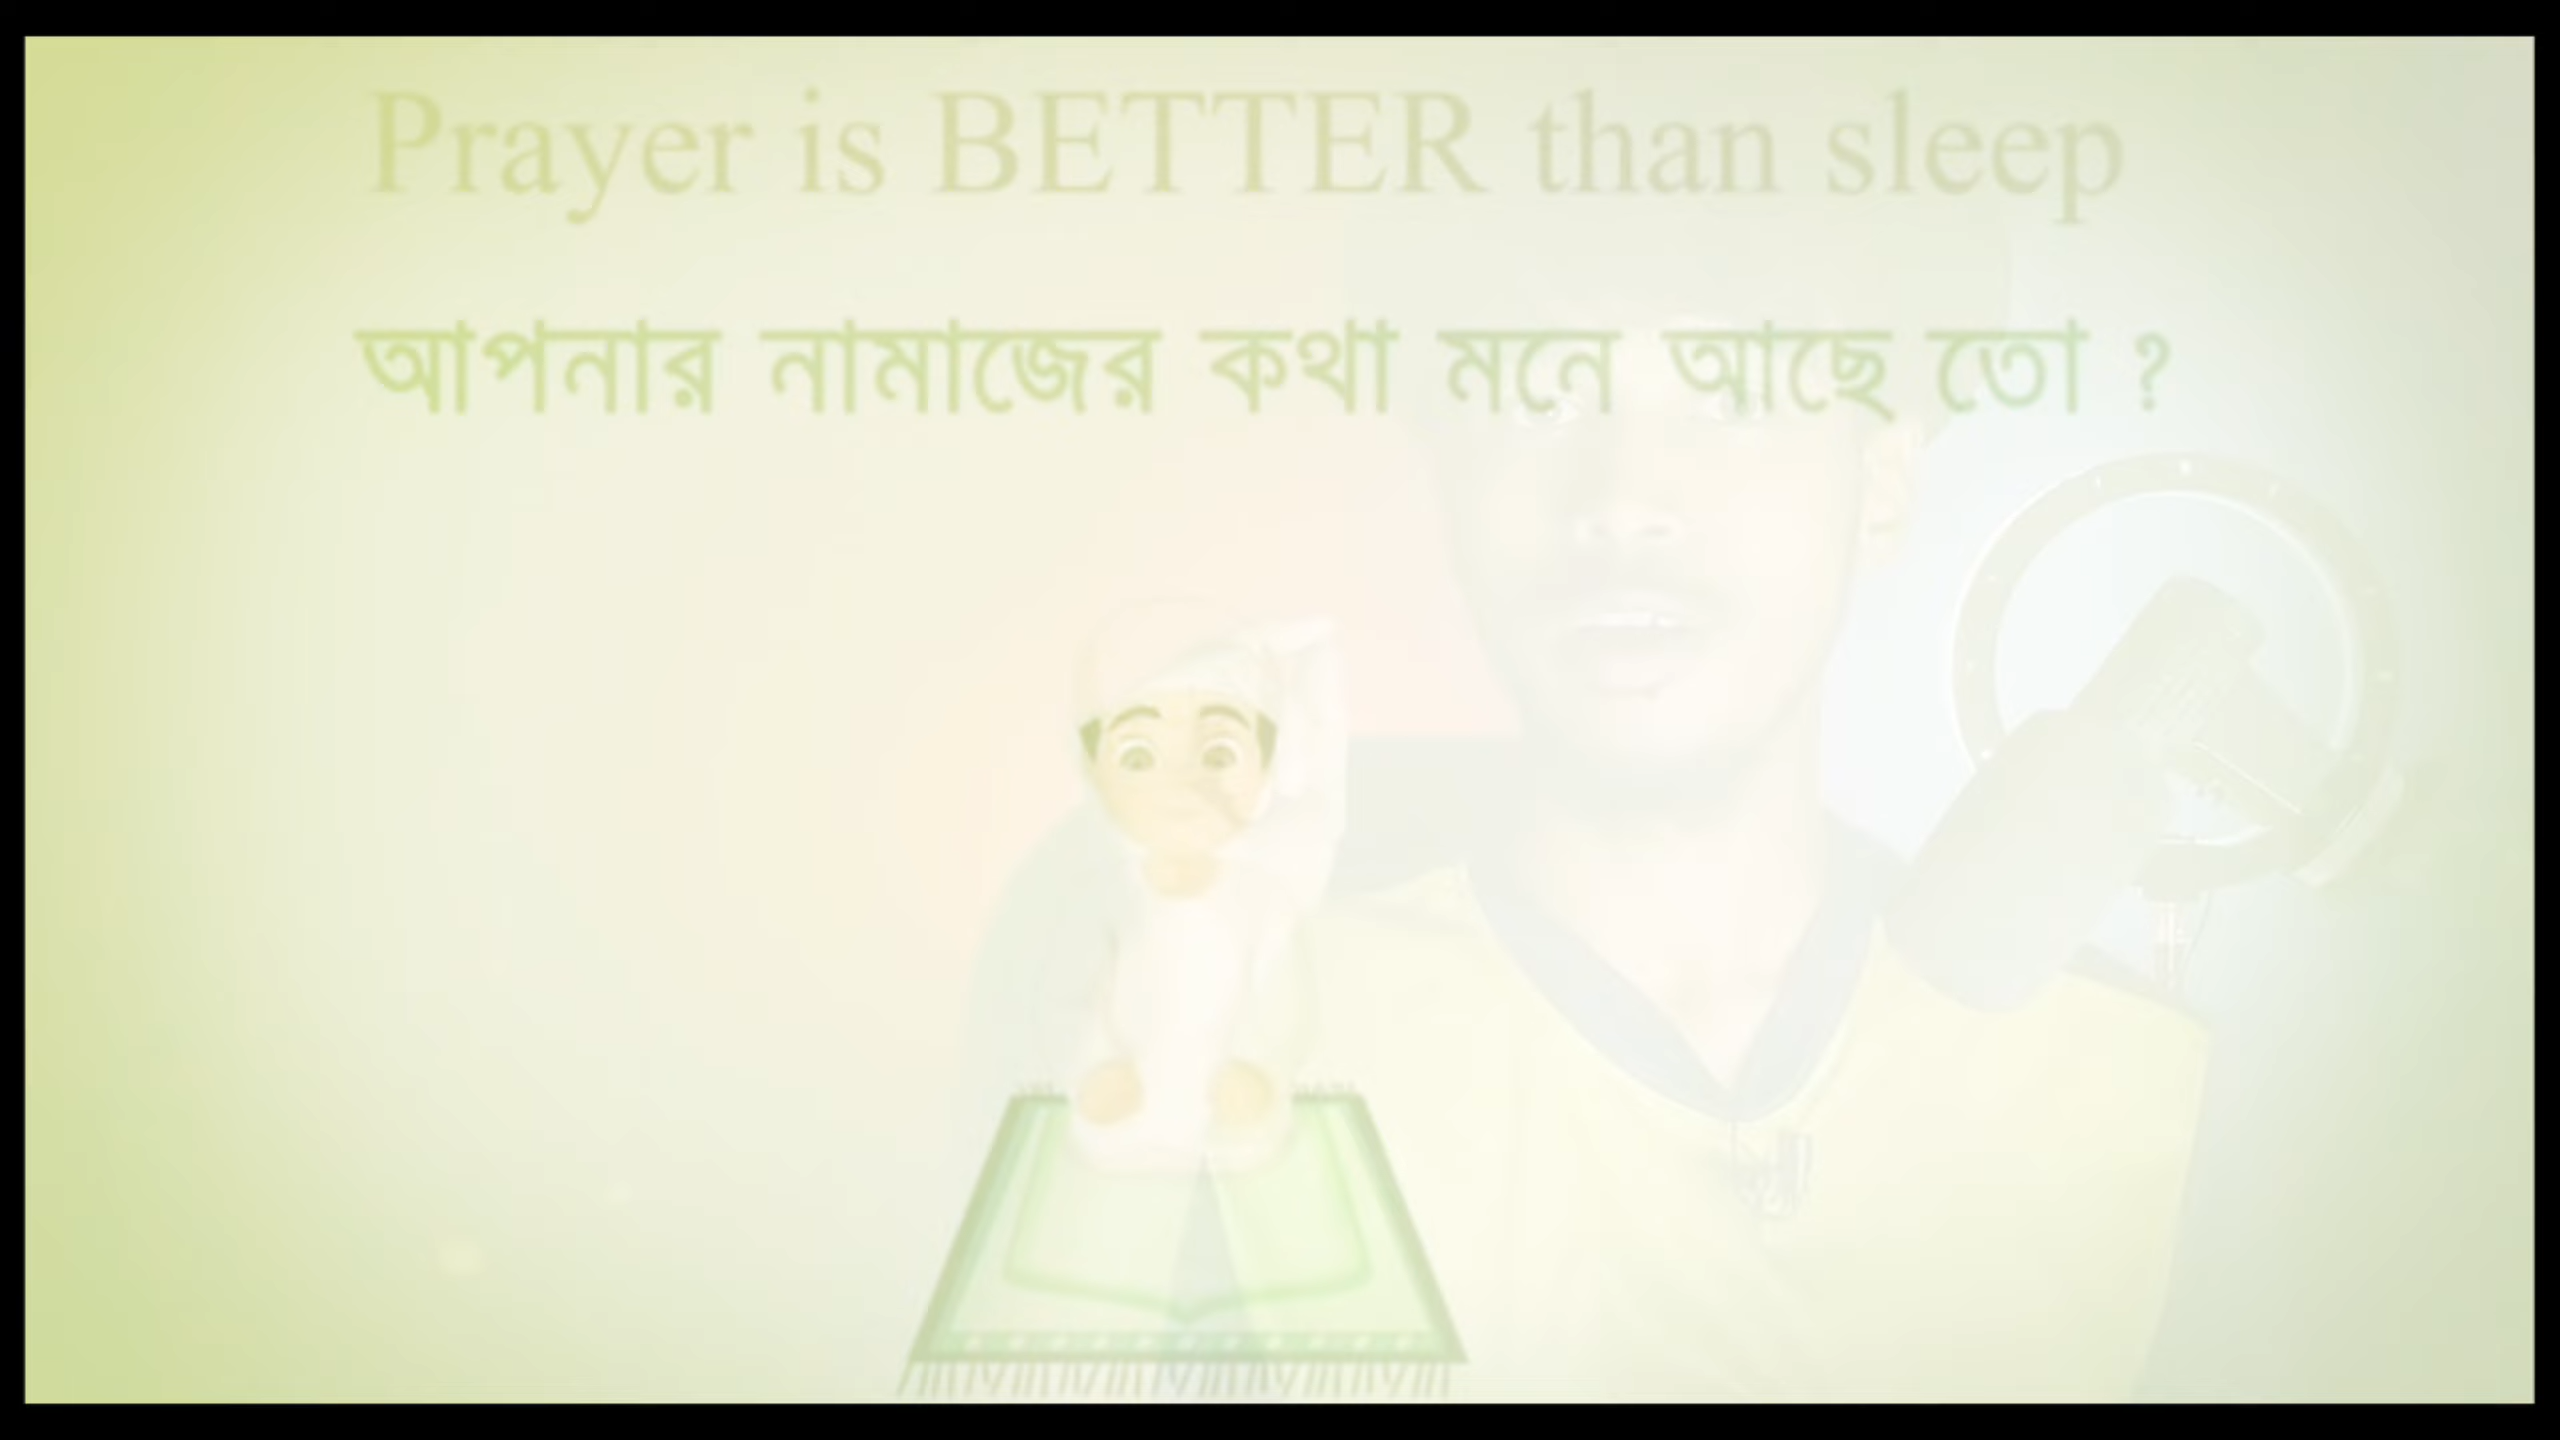 Prayer is BETTER than sleep
আপনার নামাজের কথা মনে আছে তো ?